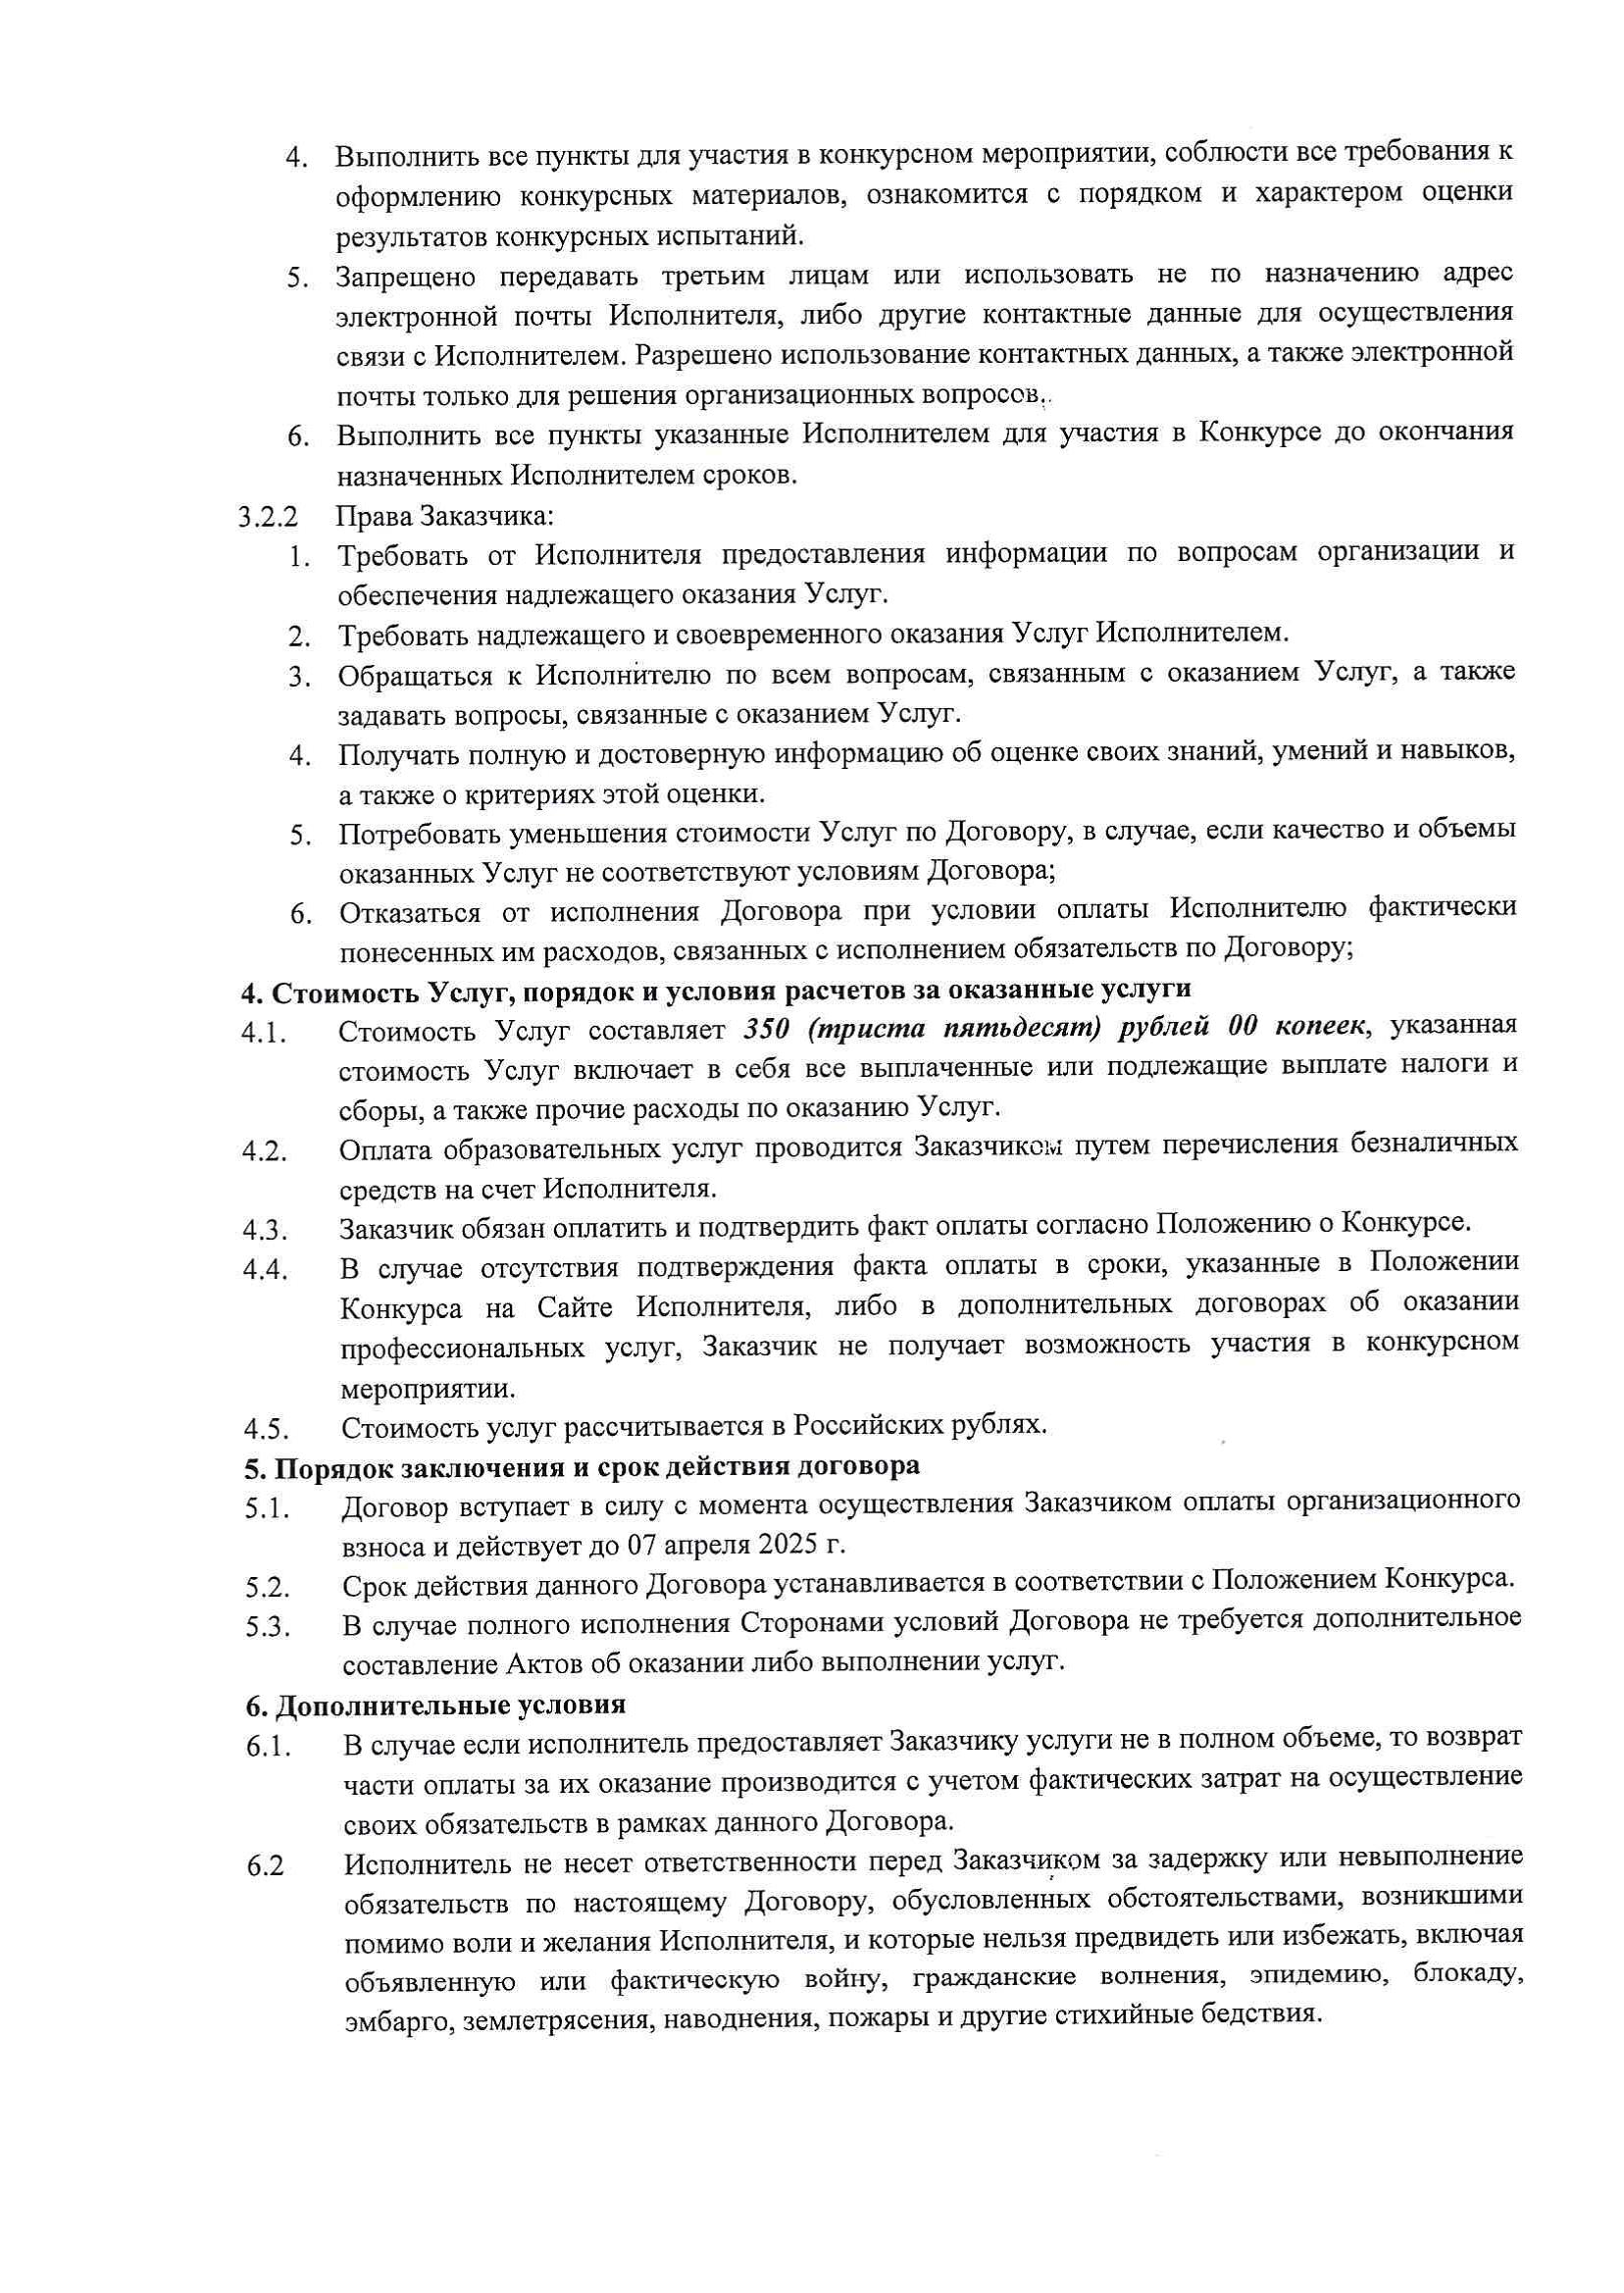 4. Выполнить все пункты для участия в конкурсном мероприятии, соблюсти все требования к
оформлению конкурсных материалов, ознакомится с порядком и характером оценки
результатов конкурсных испытаний.
5. Запрещено передавать третьим лицам или использовать не по назначению адрес
электронной почты Исполнителя, либо другие контактные данные для осуществления
связи с Исполнителем. Разрешено использование контактных данных, а также электронной
почты только для решения организационных вопросов.
6. Выполнить все пункты указанные Исполнителем для участия в Конкурсе до окончания
назначенных Исполнителем сроков.
3.2.2 Права Заказчика:
1. Требовать от Исполнителя предоставления информации по вопросам организации и
обеспечения надлежащего оказания Услуг.
2. Требовать надлежащего и своевременного оказания Услуг Исполнителем.
3. Обращаться к Исполнителю по всем вопросам, связанным с оказанием Услуг, а также
задавать вопросы, связанные с оказанием Услуг.
4. Получать полную и достоверную информацию об оценке своих знаний, умений и навыков,
а также о критериях этой оценки.
5. Потребовать уменьшения стоимости Услуг по Договору, в случае, если качество и объемы
оказанных Услуг не соответствуют условиям Договора;
6. Отказаться от исполнения Договора при условии оплаты Исполнителю фактически
понесенных им расходов, связанных с исполнением обязательств по Договору;
4. Стоимость Услуг, порядок и условия расчетов за оказанные услуги
4.1. Стоимость Услуг составляет 350 (триста пятьдесят) рублей 00 копеек, указанная
стоимость Услуг включает в себя все выплаченные или подлежащие выплате налоги и
сборы, а также прочие расходы по оказанию Услуг.
4.2. Оплата образовательных услуг проводится Заказчиком путем перечисления безналичных
средств на счет Исполнителя.
4.3. Заказчик обязан оплатить и подтвердить факт оплаты согласно Положению о Конкурсе.
4.4. В случае отсутствия подтверждения факта оплаты в сроки, указанные в Положении
Конкурса на Сайте Исполнителя, либо в дополнительных договорах об оказании
профессиональных услуг, Заказчик не получает возможность участия в конкурсном
мероприятии.
4.5. Стоимость услуг рассчитывается в Российских рублях.
5. Порядок заключения и срок действия договора
5.1. Договор вступает в силу с момента осуществления Заказчиком оплаты организационного
взноса и действует до 07 апреля 2025 г.
5.2. Срок действия данного Договора устанавливается в соответствии с Положением Конкурса.
5.3. В случае полного исполнения Сторонами условий Договора не требуется дополнительное
составление Актов об оказании либо выполнении услуг.
6. Дополнительные условия
6.1. В случае если исполнитель предоставляет Заказчику услуги не в полном объеме, то возврат
части оплаты за их оказание производится с учетом фактических затрат на осуществление
своих обязательств в рамках данного Договора.
6.2 Исполнитель не несет ответственности перед Заказчиком за задержку или невыполнение
обязательств по настоящему Договору, обусловленных обстоятельствами, возникшими
помимо воли и желания Исполнителя, и которые нельзя предвидеть или избежать, включая
объявленную или фактическую войну, гражданские волнения, эпидемию, блокаду,
эмбарго, землетрясения, наводнения, пожары и другие стихийные бедствия.